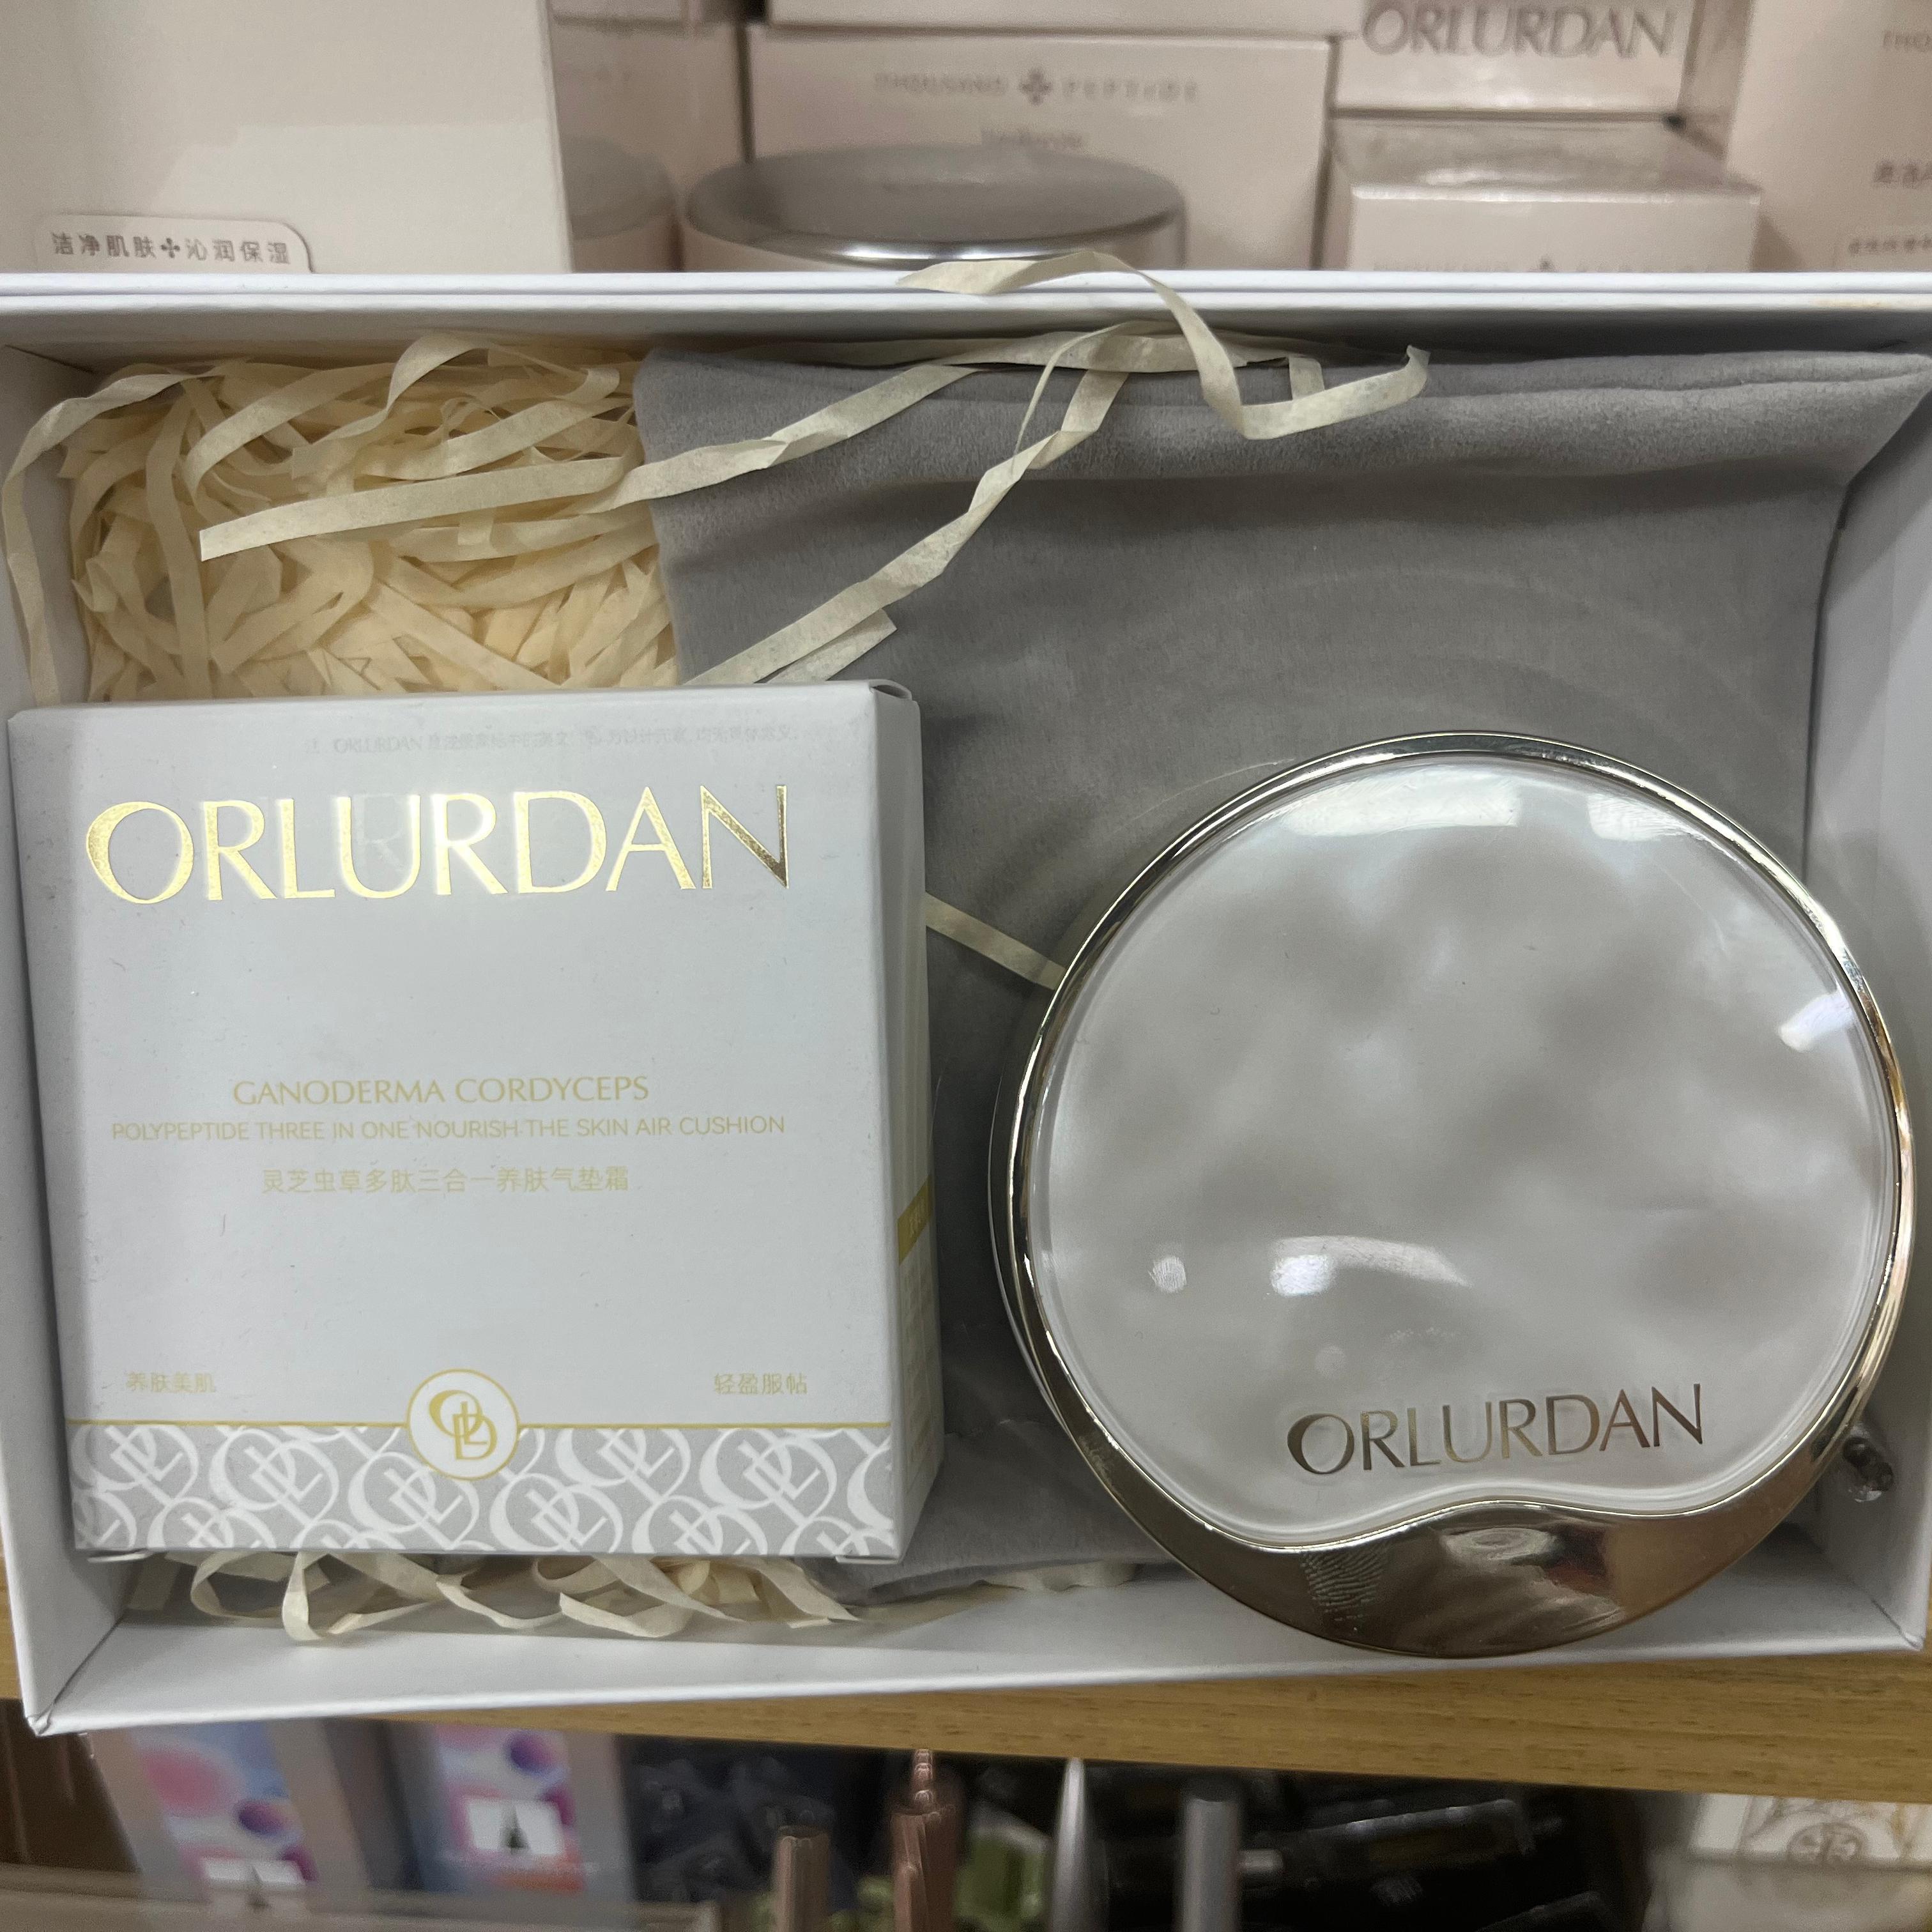 ORLURDAN
THOUSAND PEPTIDE
洁净肌肤沁润保湿
ORLURDAN
GANODERMA CORDYCEPS
POLYPEPTIDE THREE IN ONE NOURISH THE SKIN AIR CUSHION
灵芝虫草多肽三合一养肤气垫霜
养肤美肌 轻盈服帖
ORLURDAN